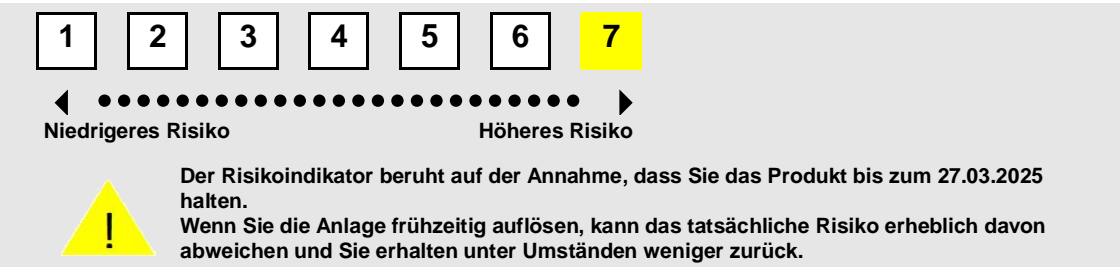 1 2 3 4 5 6 7
Niedrigeres Risiko Höheres Risiko
Der Risikoindikator beruht auf der Annahme, dass Sie das Produkt bis zum 27.03.2025
halten.
Wenn Sie die Anlage frühzeitig auflösen, kann das tatsächliche Risiko erheblich davon
abweichen und Sie erhalten unter Umständen weniger zurück.
!